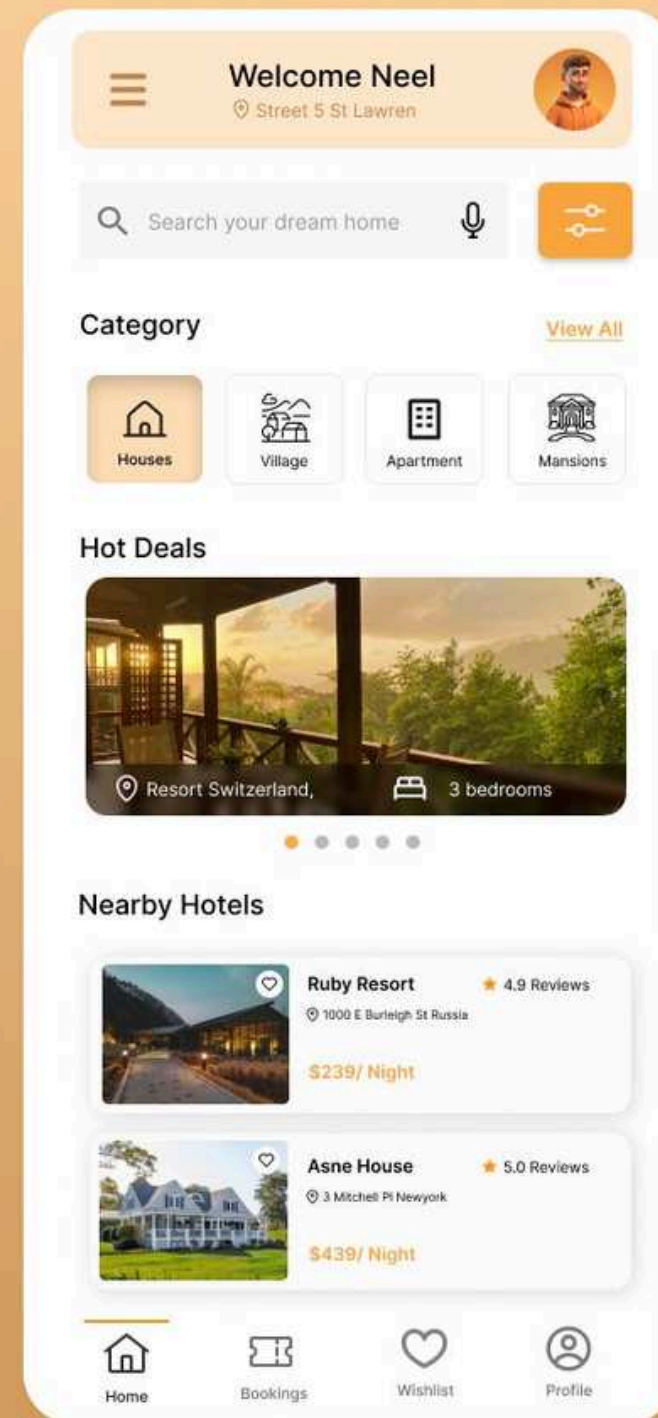 Welcome Neel
Street 5 St Lawren
Search your dream home
Category
View All
Houses
Village
Apartment
Mansions
Hot Deals
Resort Switzerland,
3 bedrooms
Nearby Hotels
Ruby Resort
4.9 Reviews
1000 E Burleigh St Russia
$239/ Night
Asne House
5.0 Reviews
3 Mitchell Pl Newyork
$439/ Night
Home
Bookings
Wishlist
Profile